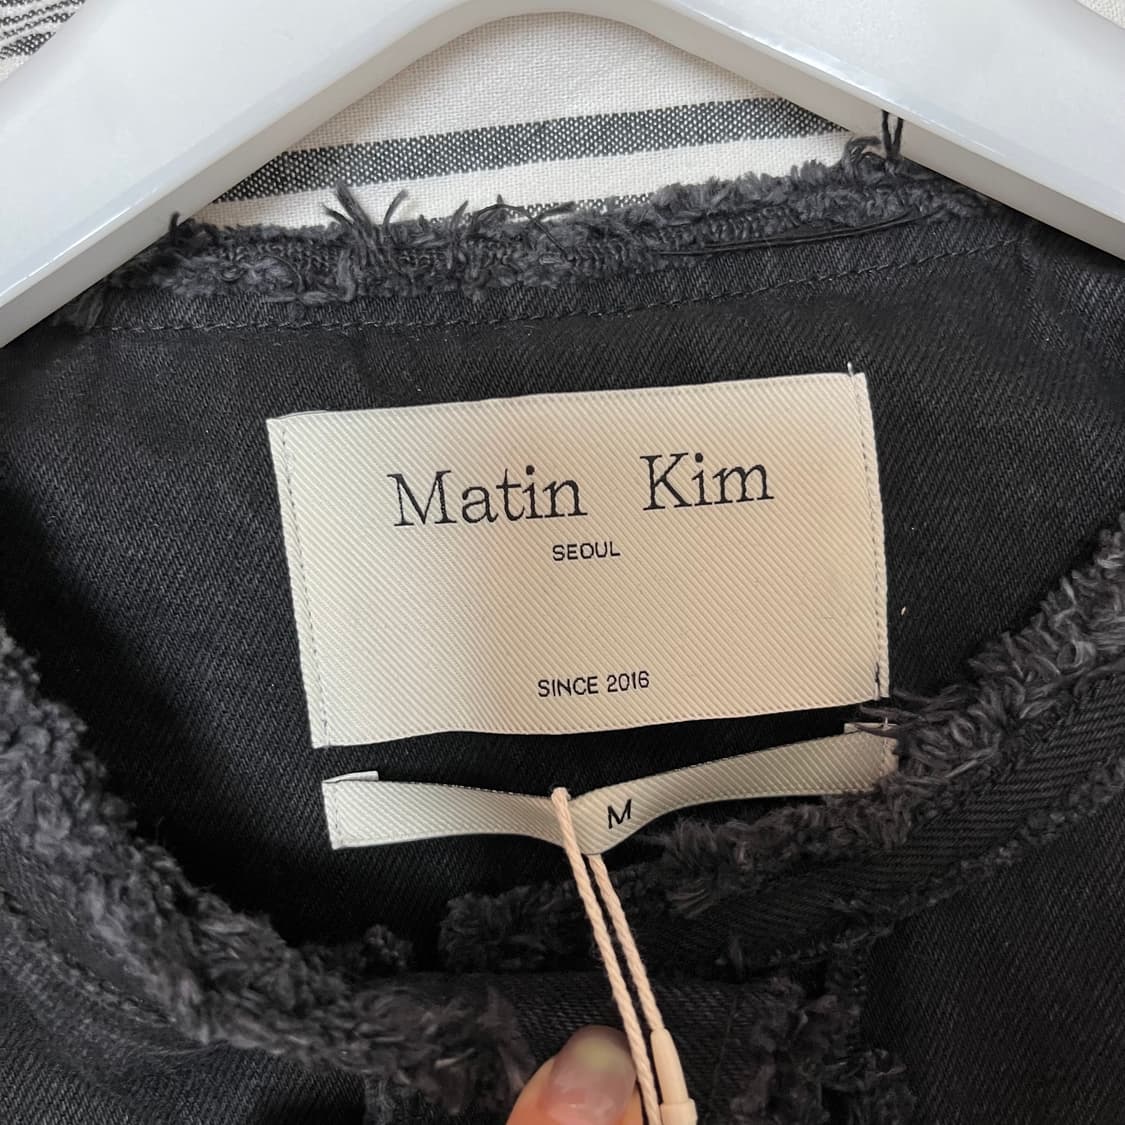 Matin Kim
SEOUL
SINCE 2016
M